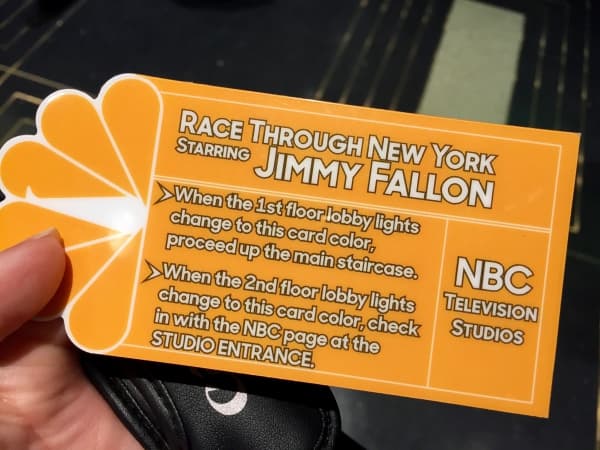 RACE THROUGH NEW YORK
STARRING JIMMY FALLON
When the 1st floor lobby lights
change to this card color,
proceed up the main staircase.
When the 2nd floor lobby lights
change to this card color, check
in with the NBC page at the
STUDIO ENTRANCE.
NBC
TELEVISION
STUDIOS